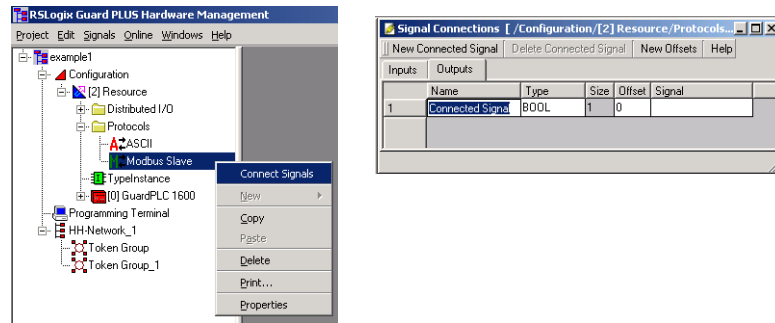 RSLogix Guard PLUS Hardware Management
Project Edit Signals Online Windows Help
example1
Configuration
[2] Resource
Distributed I/O
Protocols
ASCII
Modbus Slave
TypeInstance
[0] GuardPLC 1600
Programming Terminal
HH-Network_1
Token Group
Token Group_1
Connect Signals
New
Copy
Paste
Delete
Print...
Properties
Signal Connections [ /Configuration/[2] Resource/Protocols...
New Connected Signal Delete Connected Signal New Offsets Help
Inputs Outputs
Name Type Size Offset Signal
1 Connected Signal BOOL 1 0